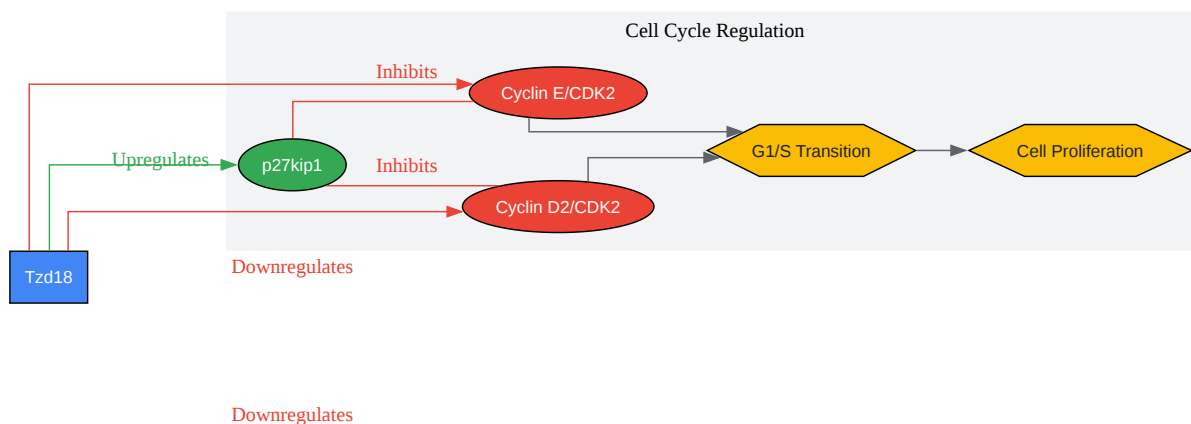 Cell Cycle Regulation
Inhibits
Cyclin E/CDK2
Upregulates
p27kip1
Inhibits
G1/S Transition
Cell Proliferation
Cyclin D2/CDK2
Tzd18
Downregulates
Downregulates